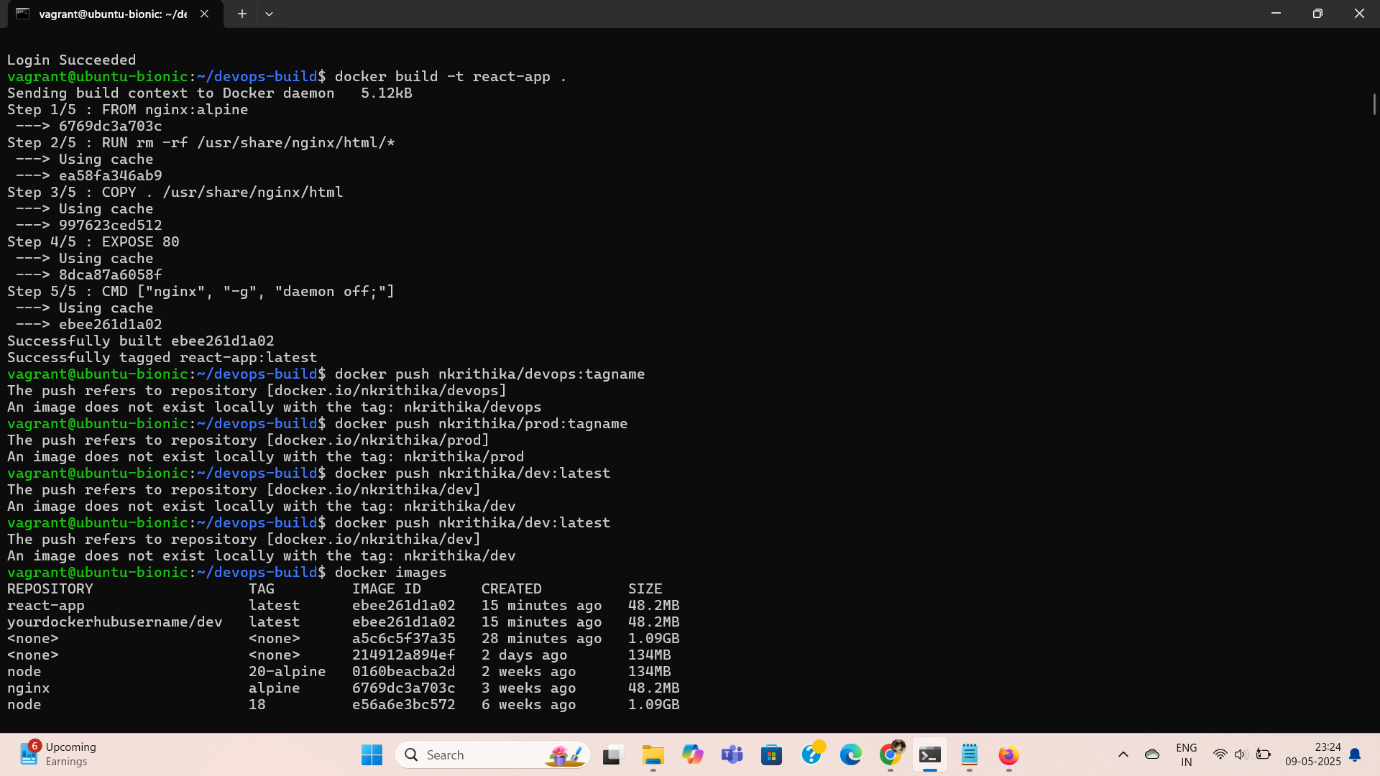 vagrant@ubuntu-bionic: ~/de
Login Succeeded
vagrant@ubuntu-bionic:~/devops-build$ docker build -t react-app .
Sending build context to Docker daemon   5.12kB
Step 1/5 : FROM nginx:alpine
 ---> 6769dc3a703c
Step 2/5 : RUN rm -rf /usr/share/nginx/html/*
 ---> Using cache
 ---> ea58fa346ab9
Step 3/5 : COPY . /usr/share/nginx/html
 ---> Using cache
 ---> 997623ced512
Step 4/5 : EXPOSE 80
 ---> Using cache
 ---> 8dca87a6058f
Step 5/5 : CMD ["nginx", "-g", "daemon off;"]
 ---> Using cache
 ---> ebee261d1a02
Successfully built ebee261d1a02
Successfully tagged react-app:latest
vagrant@ubuntu-bionic:~/devops-build$ docker push nkrithika/devops:tagname
The push refers to repository [docker.io/nkrithika/devops]
An image does not exist locally with the tag: nkrithika/devops
vagrant@ubuntu-bionic:~/devops-build$ docker push nkrithika/prod:tagname
The push refers to repository [docker.io/nkrithika/prod]
An image does not exist locally with the tag: nkrithika/prod
vagrant@ubuntu-bionic:~/devops-build$ docker push nkrithika/dev:latest
The push refers to repository [docker.io/nkrithika/dev]
An image does not exist locally with the tag: nkrithika/dev
vagrant@ubuntu-bionic:~/devops-build$ docker push nkrithika/dev:latest
The push refers to repository [docker.io/nkrithika/dev]
An image does not exist locally with the tag: nkrithika/dev
vagrant@ubuntu-bionic:~/devops-build$ docker images
REPOSITORY                  TAG         IMAGE ID       CREATED          SIZE
react-app                   latest      ebee261d1a02   15 minutes ago   48.2MB
yourdockerhubusername/dev   latest      ebee261d1a02   15 minutes ago   48.2MB
<none>                      <none>      a5c6c5f37a35   28 minutes ago   1.09GB
<none>                      <none>      214912a894ef   2 days ago       134MB
node                        20-alpine   0160beacba2d   2 weeks ago      134MB
nginx                       alpine      6769dc3a703c   3 weeks ago      48.2MB
node                        18          e56a6e3bc572   6 weeks ago      1.09GB
6
Upcoming
Earnings
Search
ENG
IN
23:24
09-05-2025